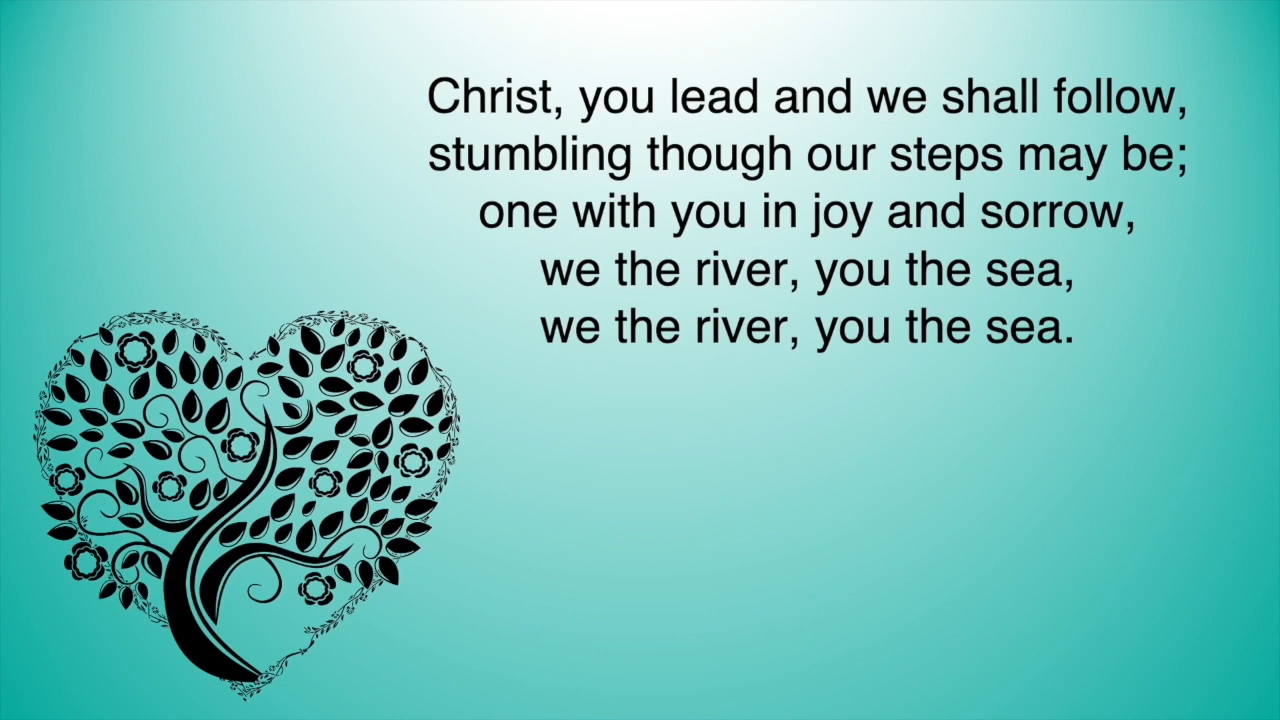 Christ, you lead and we shall follow,
stumbling though our steps may be;
one with you in joy and sorrow,
we the river, you the sea,
we the river, you the sea.